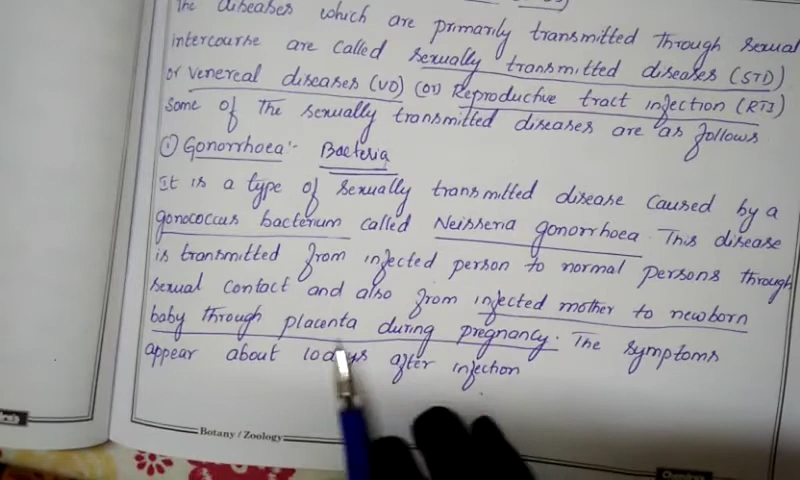 The diseases which are primarily transmitted through sexual
intercourse are called sexually transmitted diseases (STD)
or venereal diseases (VD) (or) Reproductive tract infection (RTI)
Some of The sexually transmitted diseases are as follows
① Gonorrhoea:- Bacteria
It is a type of sexually transmitted disease caused by a
gonococcus bacterium called Neisseria gonorrhoea. This disease
is transmitted from infected person to normal persons through
sexual contact and also from infected mother to newborn
baby through placenta during pregnancy. The symptoms
appear about 10 days after infection
Botany / Zoology